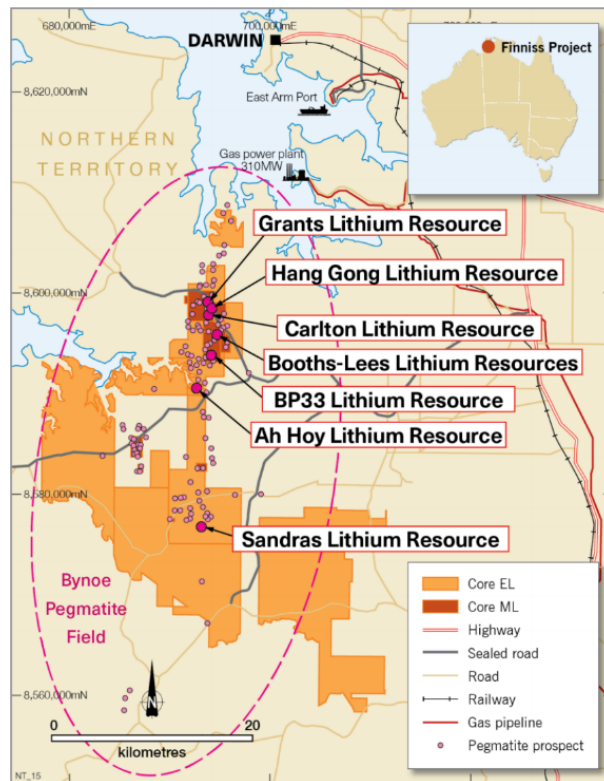 680,000mE
700,000mE
8,620,000mN
DARWIN
Finniss Project
East Arm Port
NORTHERN
TERRITORY
Gas power plant
310MW
Grants Lithium Resource
Hang Gong Lithium Resource
8,600,000mN
Carlton Lithium Resource
Booths-Lees Lithium Resources
BP33 Lithium Resource
Ah Hoy Lithium Resource
8,580,000mN
Sandras Lithium Resource
Bynoe
Pegmatite
Field
8,560,000mN
N
0 20
kilometres
NT_15
Core EL
Core ML
Highway
Sealed road
Road
Railway
Gas pipeline
Pegmatite prospect